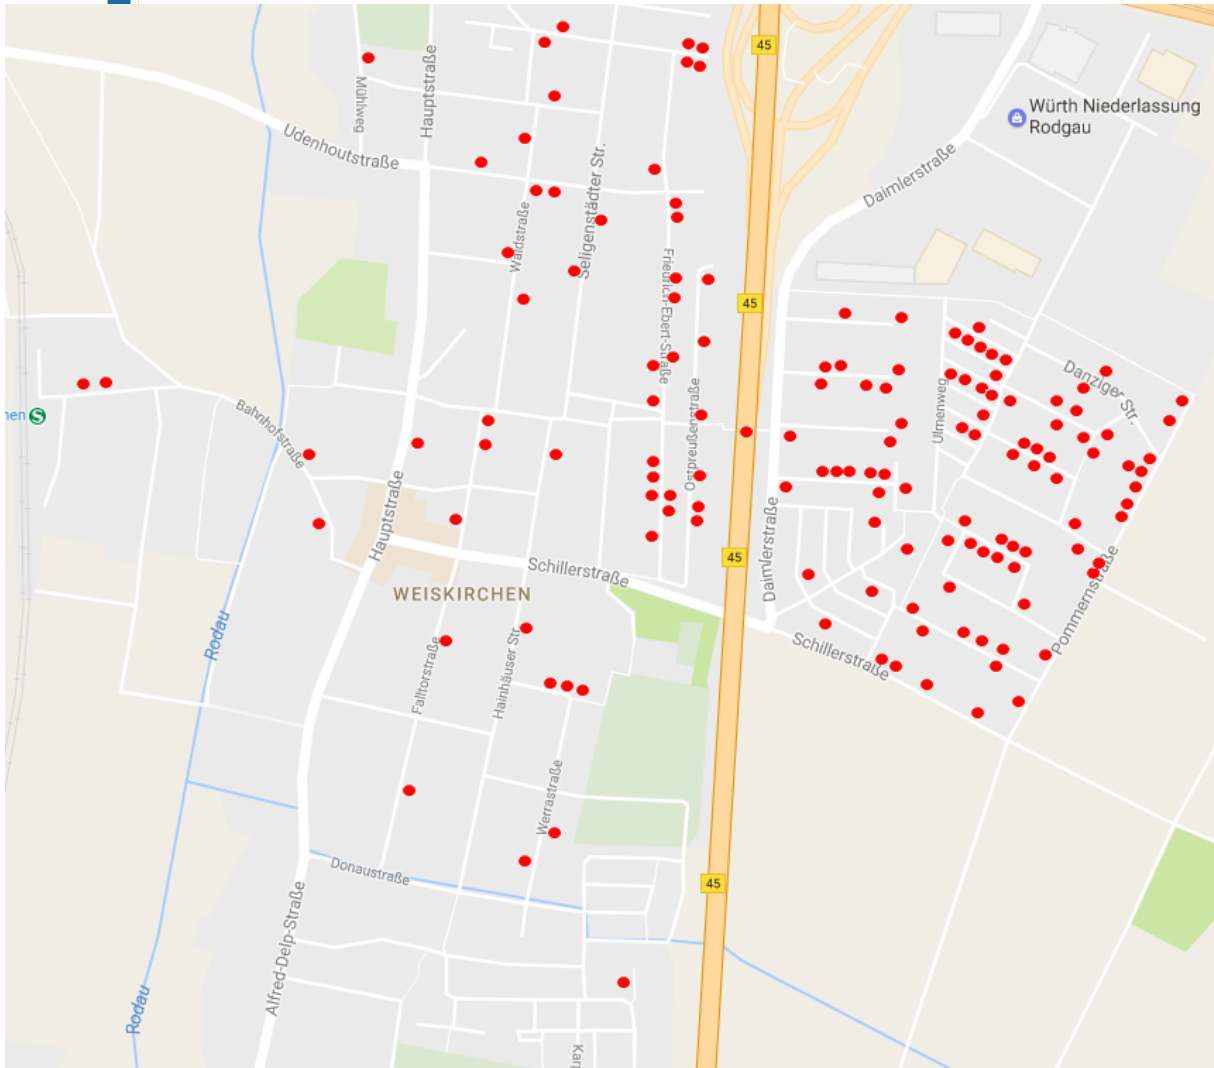 45
Hauptstraße
Mühlweg
Würth Niederlassung
Rodgau
Udenhoutstraße
Seligenstädter Str.
Daimlerstraße
Waldstraße
Friedrich-Ebert-Straße
45
Danziger Str.
Ulmenweg
Ostpreußenstraße
Bahnhofstraße
S
Hauptstraße
Daimlerstraße
45
Schillerstraße
WEISKIRCHEN
Pommernstraße
Rodau
Schillerstraße
Falltorstraße
Hainhäuser Str.
Werrastraße
Donaustraße
45
Alfred-Delp-Straße
Rodau